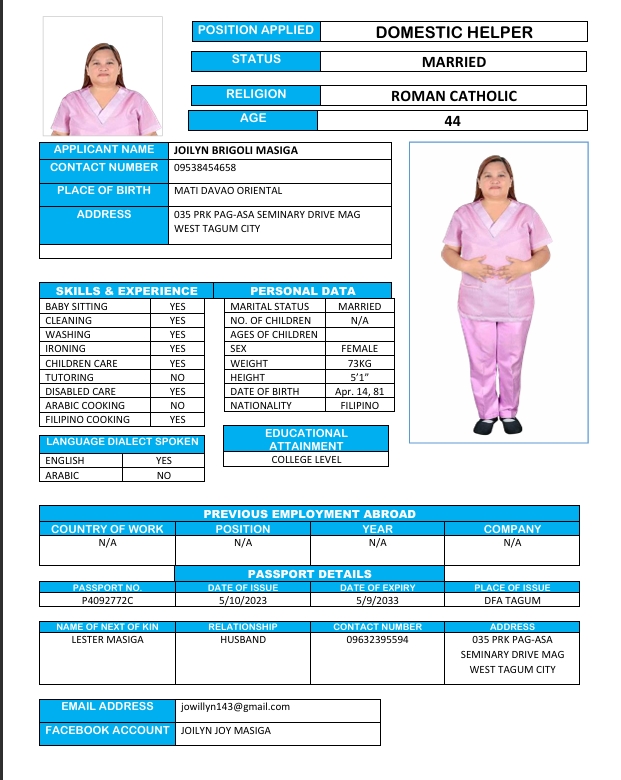 POSITION APPLIED DOMESTIC HELPER
STATUS MARRIED
RELIGION ROMAN CATHOLIC
AGE 44
APPLICANT NAME JOILYN BRIGOLI MASIGA
CONTACT NUMBER 09538454658
PLACE OF BIRTH MATI DAVAO ORIENTAL
ADDRESS 035 PRK PAG-ASA SEMINARY DRIVE MAG
WEST TAGUM CITY
SKILLS & EXPERIENCE
BABY SITTING YES
CLEANING YES
WASHING YES
IRONING YES
CHILDREN CARE YES
TUTORING NO
DISABLED CARE YES
ARABIC COOKING NO
FILIPINO COOKING YES
LANGUAGE DIALECT SPOKEN
ENGLISH YES
ARABIC NO
PERSONAL DATA
MARITAL STATUS MARRIED
NO. OF CHILDREN N/A
AGES OF CHILDREN
SEX FEMALE
WEIGHT 73KG
HEIGHT 5’1”
DATE OF BIRTH Apr. 14, 81
NATIONALITY FILIPINO
EDUCATIONAL
ATTAINMENT
COLLEGE LEVEL
PREVIOUS EMPLOYMENT ABROAD
COUNTRY OF WORK POSITION YEAR COMPANY
N/A N/A N/A N/A
PASSPORT DETAILS
PASSPORT NO. DATE OF ISSUE DATE OF EXPIRY PLACE OF ISSUE
P4092772C 5/10/2023 5/9/2033 DFA TAGUM
NAME OF NEXT OF KIN RELATIONSHIP CONTACT NUMBER ADDRESS
LESTER MASIGA HUSBAND 09632395594 035 PRK PAG-ASA
SEMINARY DRIVE MAG
WEST TAGUM CITY
EMAIL ADDRESS jowillyn143@gmail.com
FACEBOOK ACCOUNT JOILYN JOY MASIGA